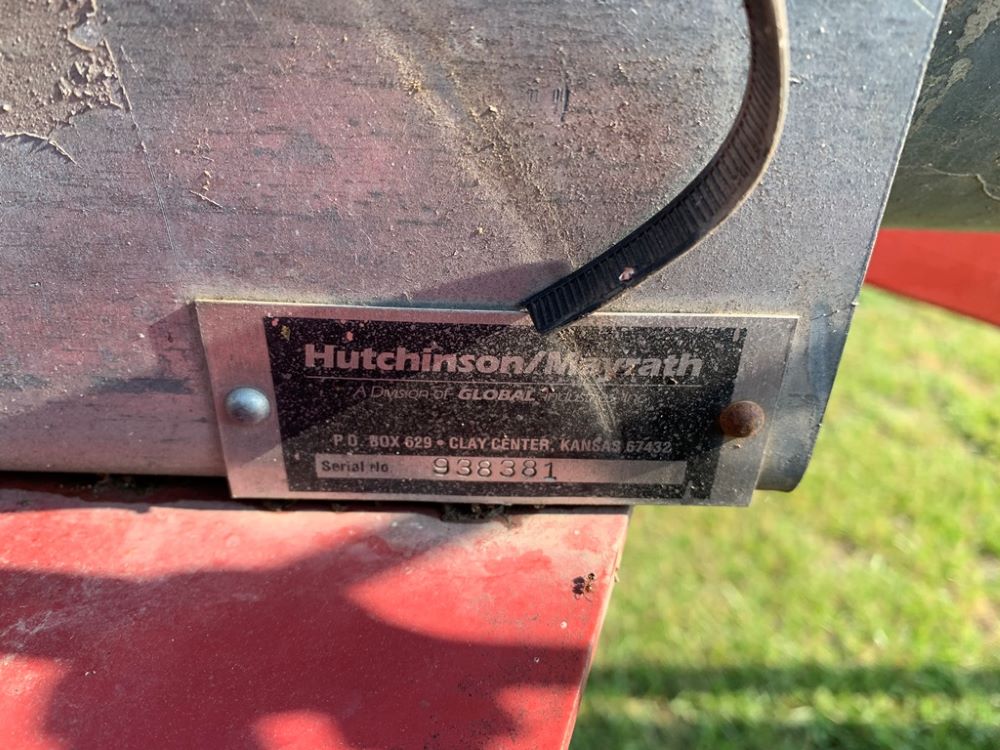 Hutchinson/Mayrath
A Division of GLOBAL Industries, Inc.
P.O. BOX 629 • CLAY CENTER, KANSAS 67432
Serial No. 938381